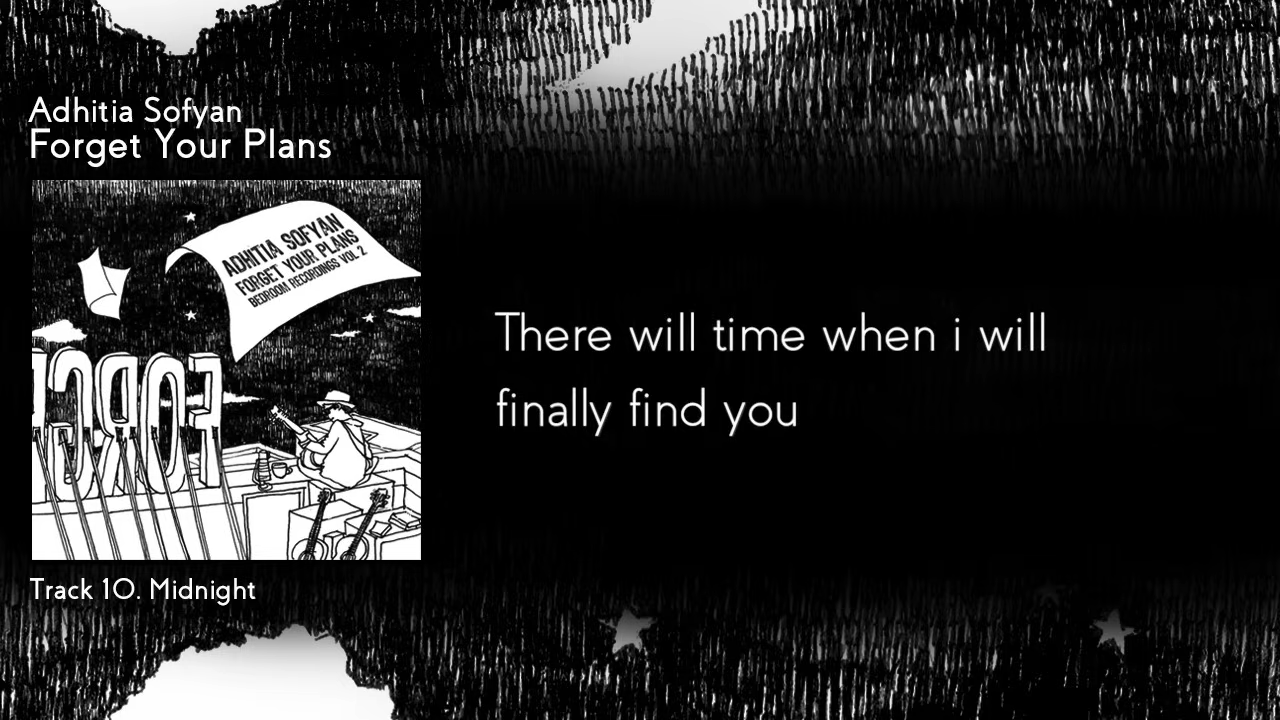 Adhitia Sofyan
Forget Your Plans
ADHITIA SOFYAN
FORGET YOUR PLANS
BEDROOM RECORDINGS VOL 2
FORG
There will time when i will
finally find you
Track 10. Midnight